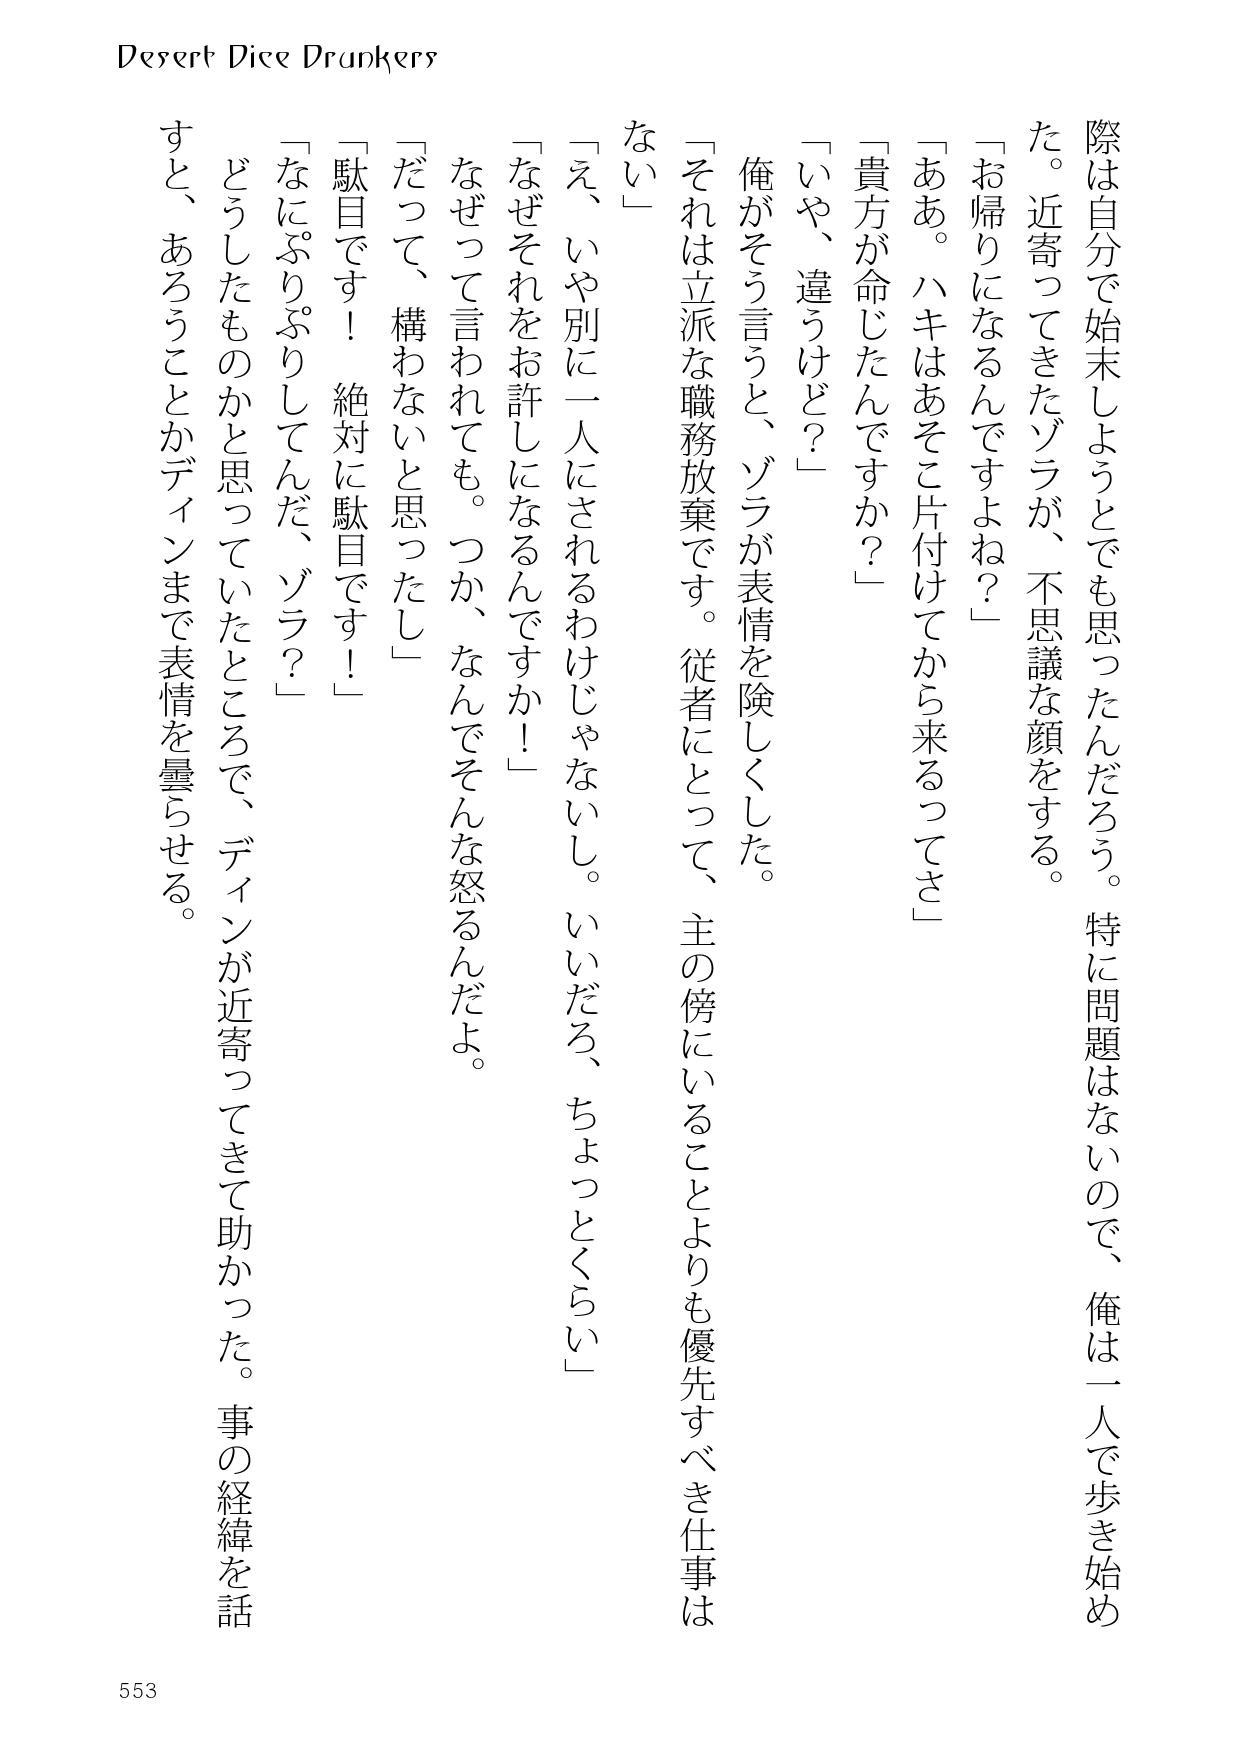 Desert Dice Drunkers
際は自分で始末しようとでも思ったんだろう。特に問題はないので、俺は一人で歩き始め
た。近寄ってきたゾラが、不思議な顔をする。
「お帰りになるんですよね？」
「ああ。ハキはあそこ片付けてから来るってさ」
「貴方が命じたんですか？」
「いや、違うけど？」
　俺がそう言うと、ゾラが表情を険しくした。
「それは立派な職務放棄です。従者にとって、主の傍にいることよりも優先すべき仕事は
ない」
「え、いや別に一人にされるわけじゃないし。いいだろ、ちょっとくらい」
「なぜそれをお許しになるんですか！」
　なぜって言われても。つか、なんでそんな怒るんだよ。
「だって、構わないと思ったし」
「駄目です！　絶対に駄目です！」
「なにぷりぷりしてんだ、ゾラ？」
　どうしたものかと思っていたところで、ディンが近寄ってきて助かった。事の経緯を話
すと、あろうことかディンまで表情を曇らせる。
553